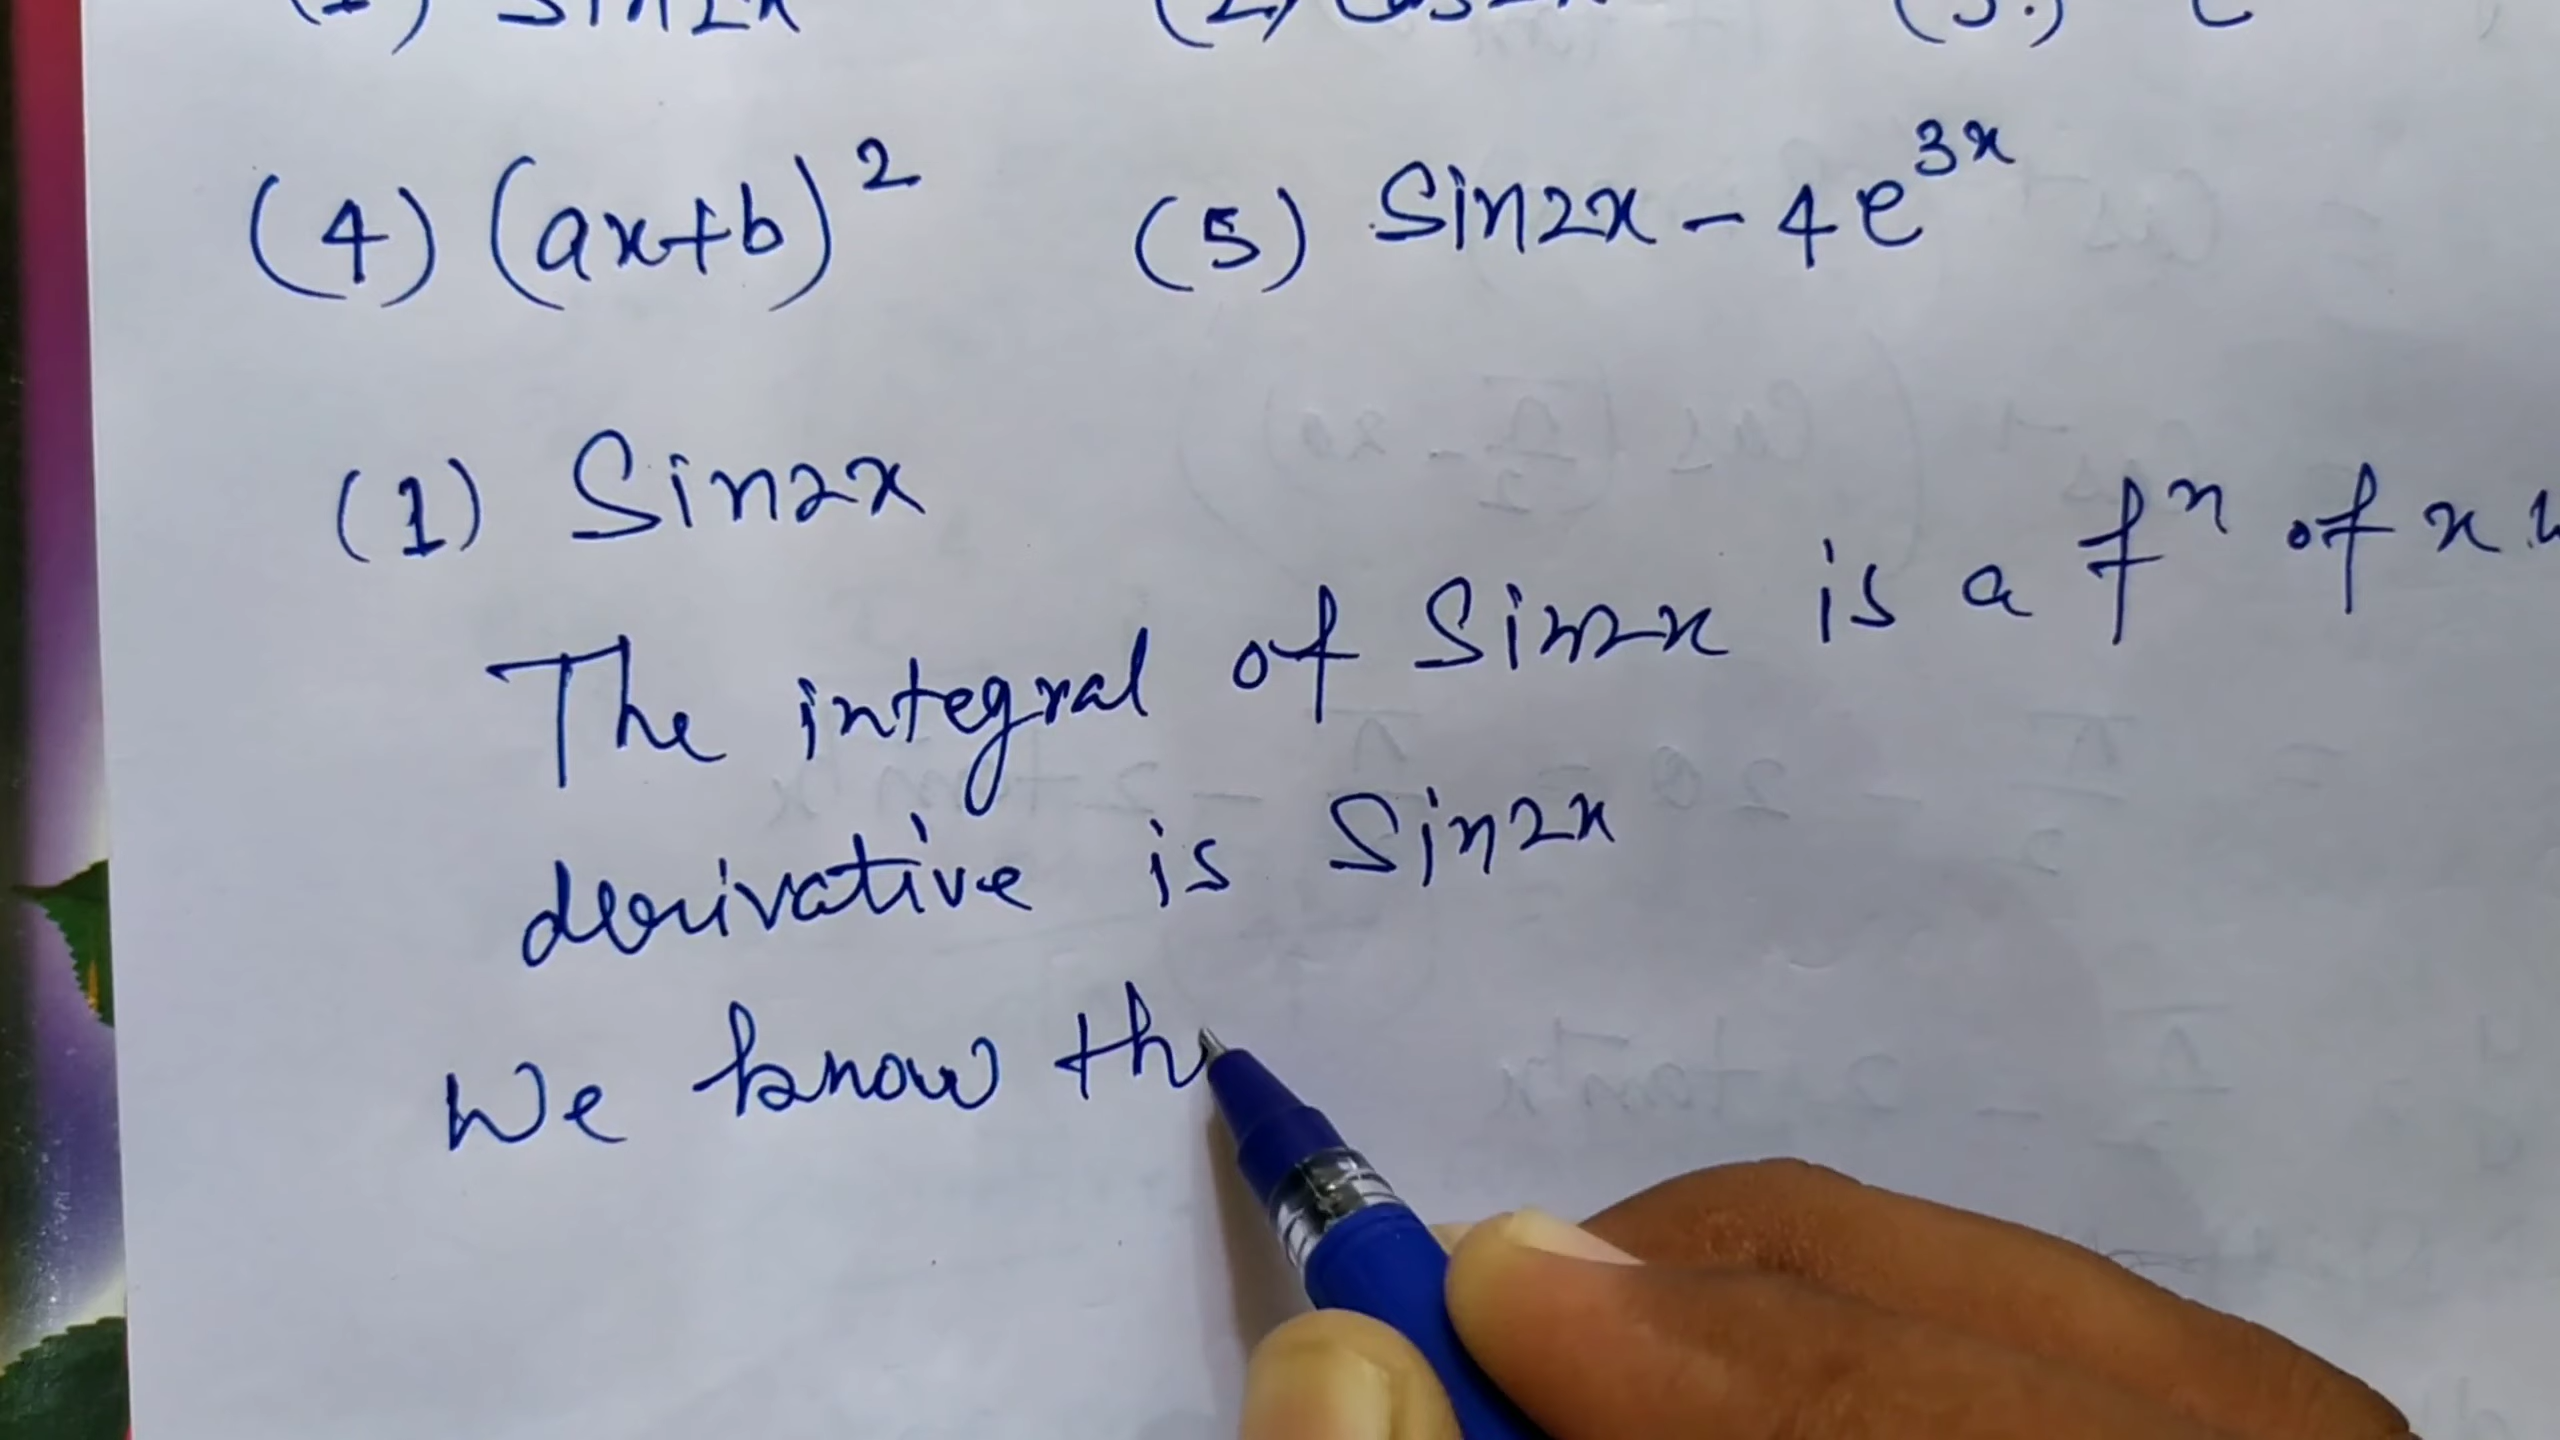 (4) (ax+b)² (5) Sin2x - 4e³ˣ
(1) Sin2x
The integral of Sin2x is a fⁿ of x
derivative is Sin2x
We know th